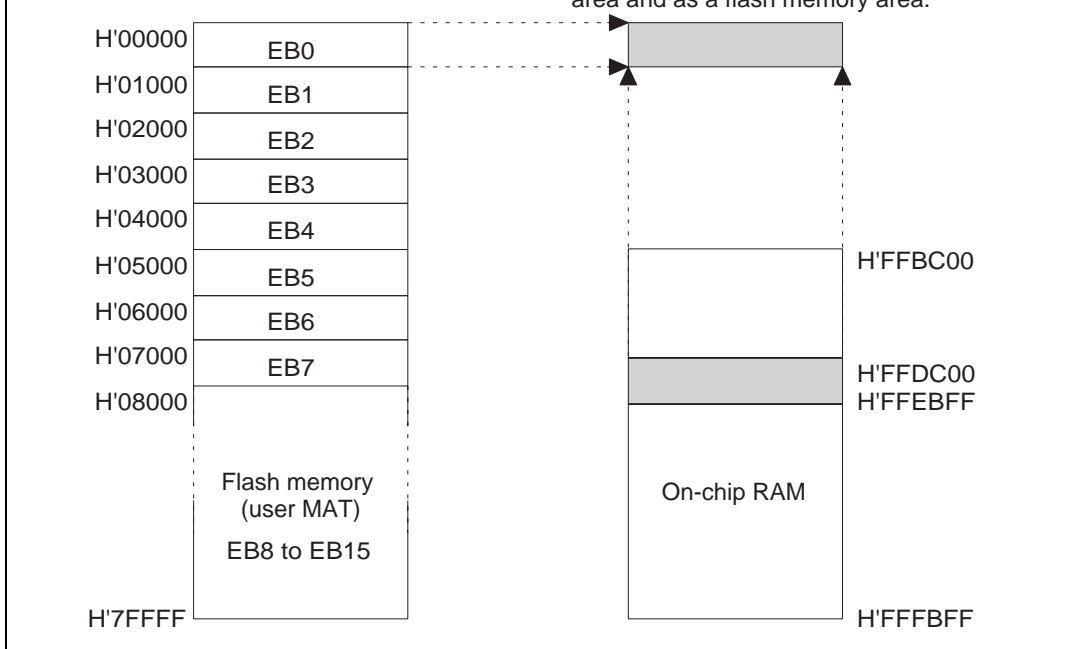 area and as a flash memory area.
H'00000
EB0
H'01000
EB1
H'02000
EB2
H'03000
EB3
H'04000
EB4
H'05000
EB5
H'06000
EB6
H'07000
EB7
H'08000
Flash memory
(user MAT)
EB8 to EB15
H'7FFFF
H'FFBC00
H'FFDC00
H'FFEBFF
On-chip RAM
H'FFFBFF